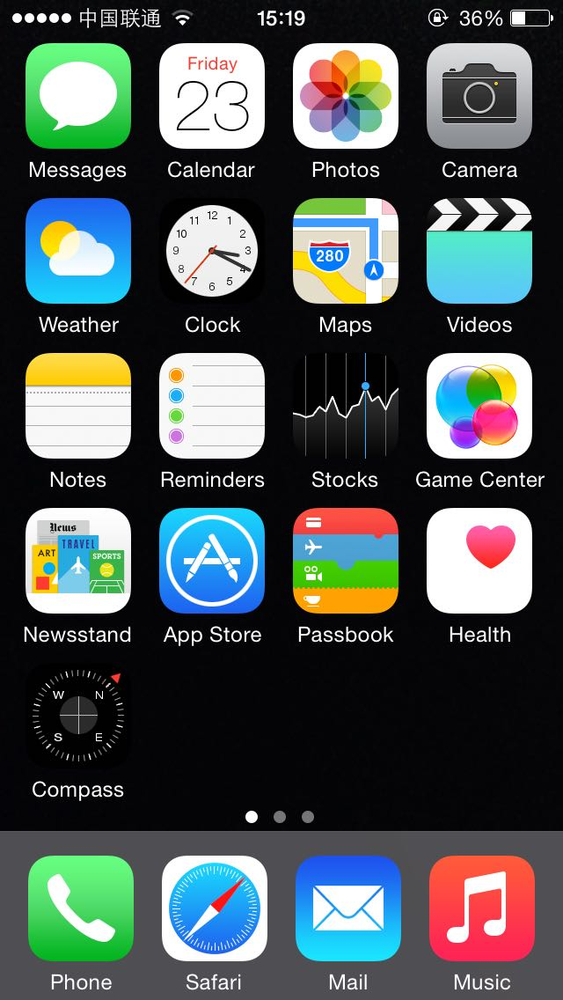 中国联通 15:19 36%
Friday
23
Messages Calendar Photos Camera
12
11 1
10 2
9 3
8 4
7 5
6
280
Weather Clock Maps Videos
Notes Reminders Stocks Game Center
News
TRAVEL
ART
SPORTS
Newsstand App Store Passbook Health
W N
S E
Compass
Phone Safari Mail Music